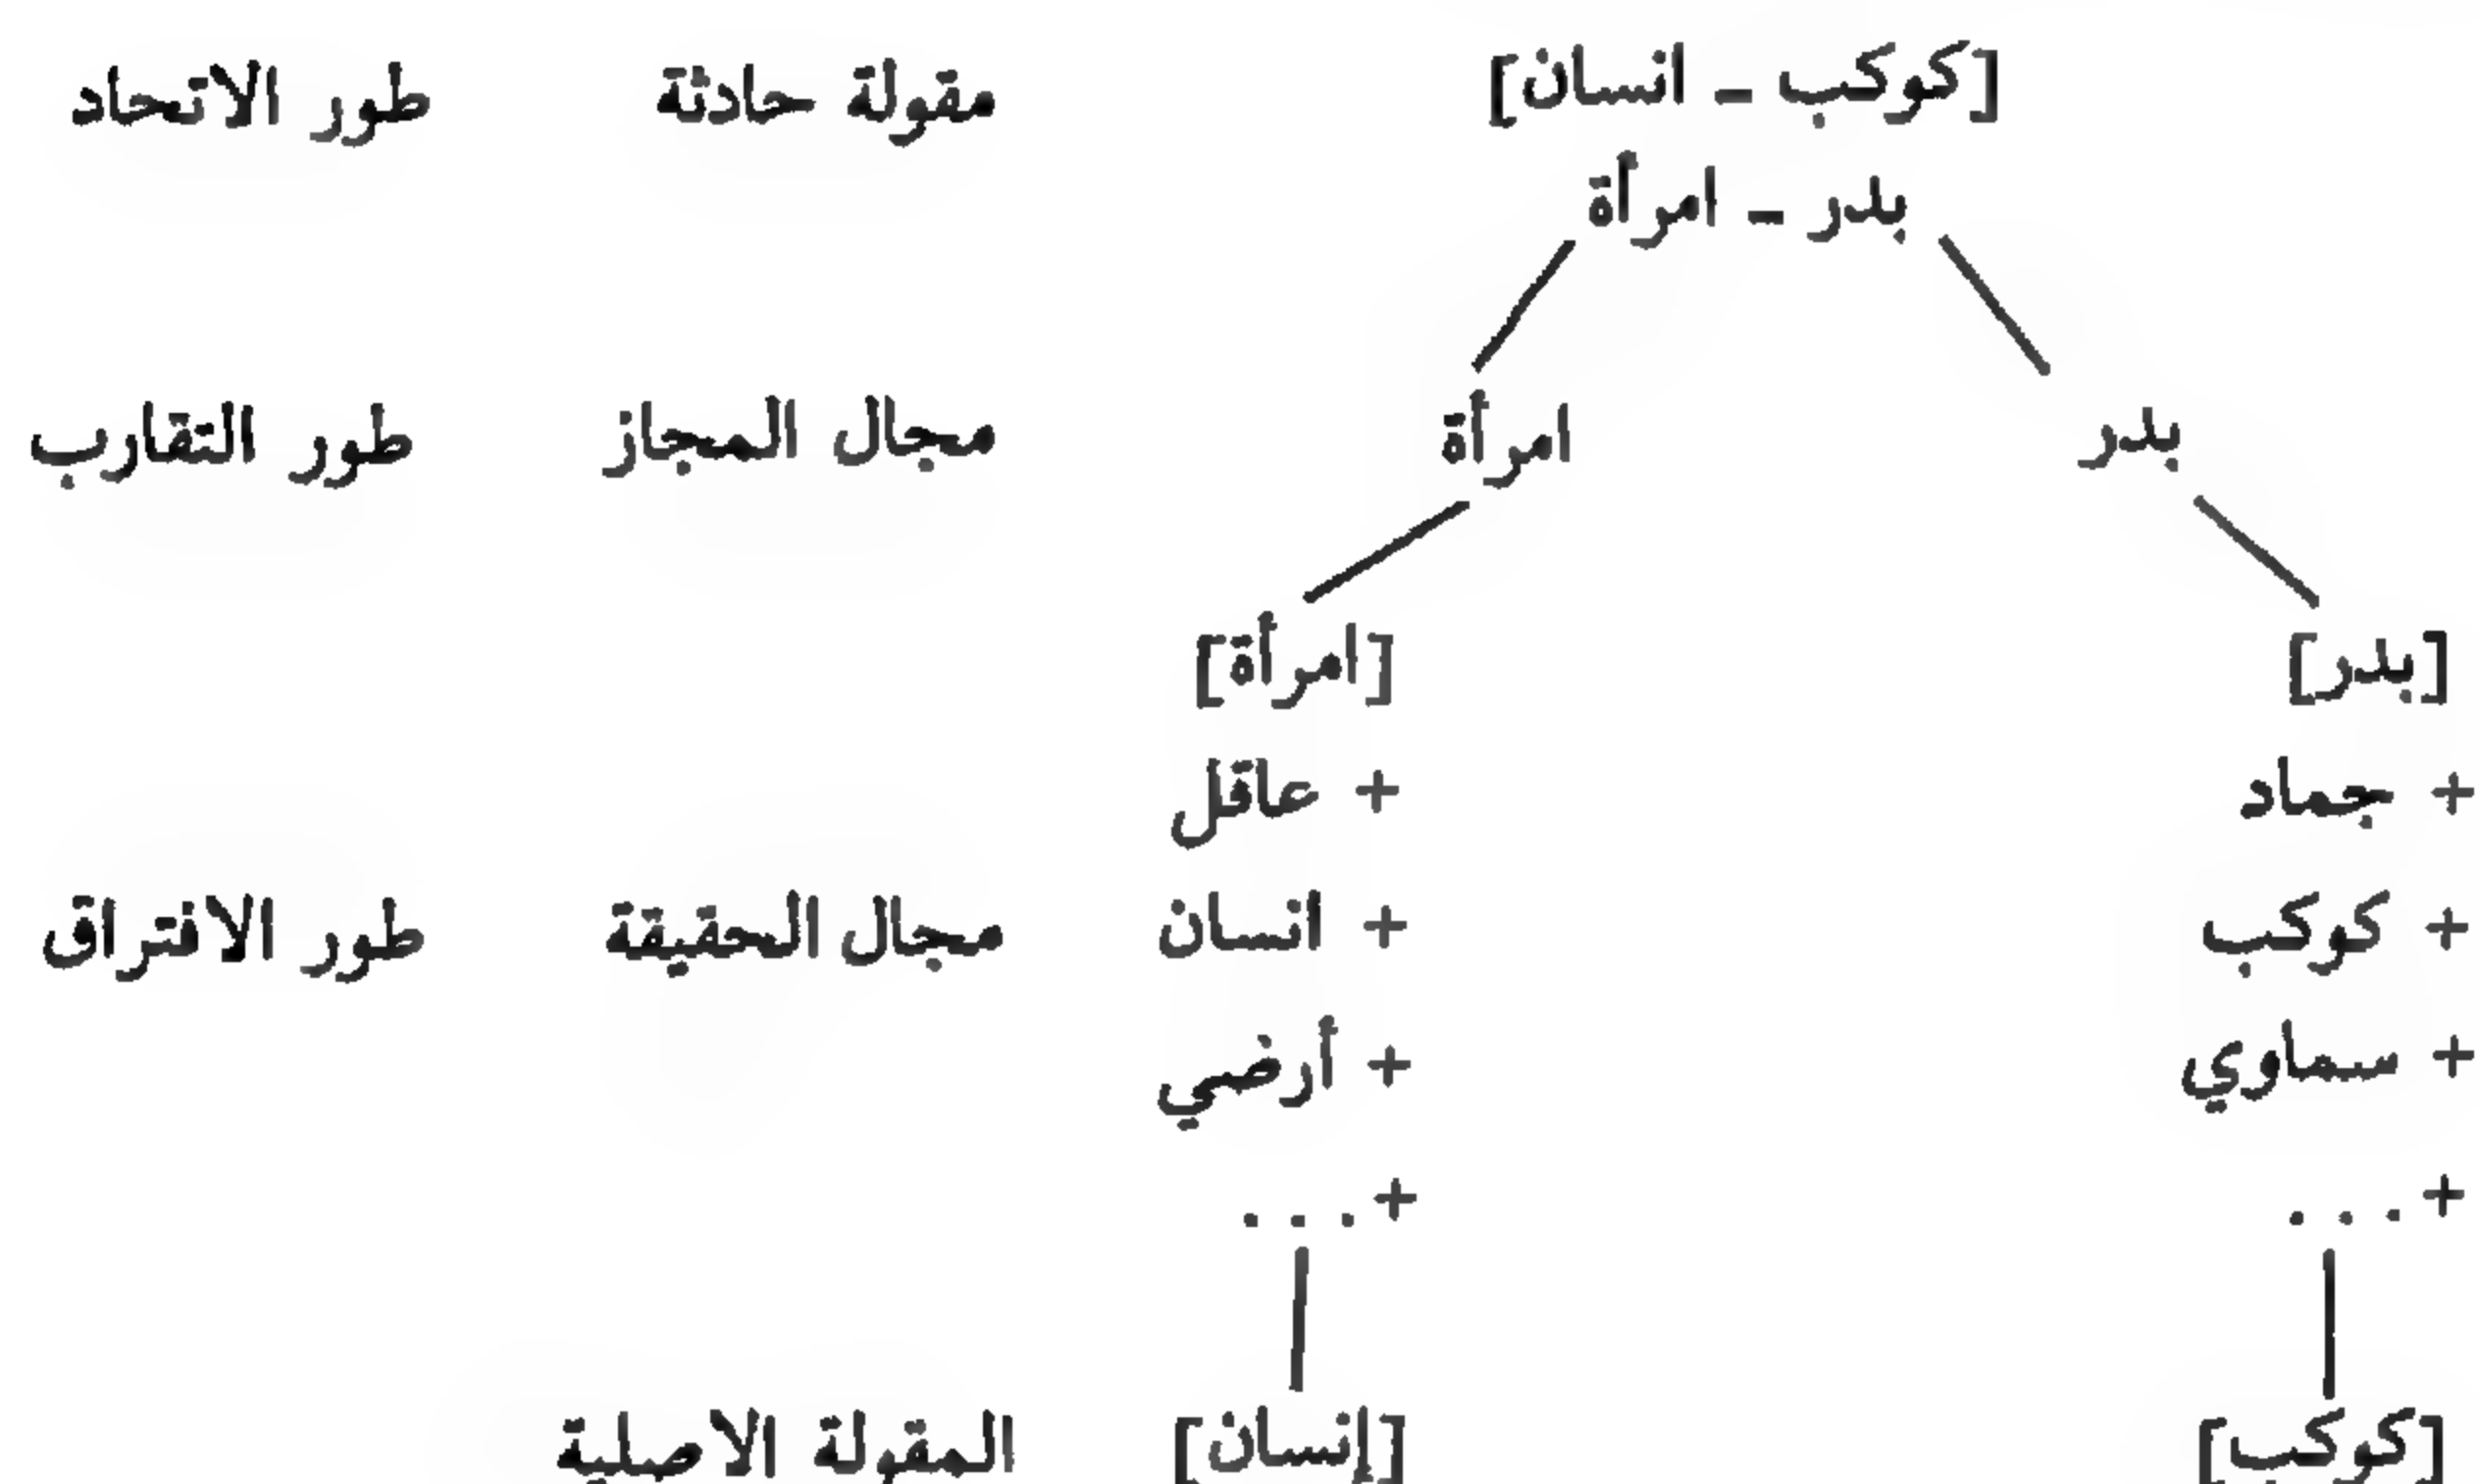 [كوكب - انسان] مقولة حادثة طور الاتحاد
بدر - امرأة
بدر امرأة مجال المجاز طور التقارب
[بدر] [امرأة]
+ جماد + عاقل
+ كوكب + انسان مجال الحقيقة طور الافتراق
+ سماوي + أرضي
+ . . . + . . .
[كوكب] [إنسان] المقولة الاصلية